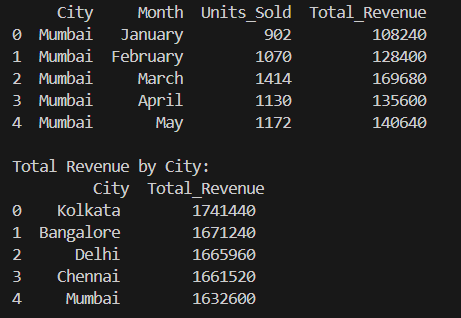 City Month Units_Sold Total_Revenue
0 Mumbai January 902 108240
1 Mumbai February 1070 128400
2 Mumbai March 1414 169680
3 Mumbai April 1130 135600
4 Mumbai May 1172 140640
Total Revenue by City:
City Total_Revenue
0 Kolkata 1741440
1 Bangalore 1671240
2 Delhi 1665960
3 Chennai 1661520
4 Mumbai 1632600